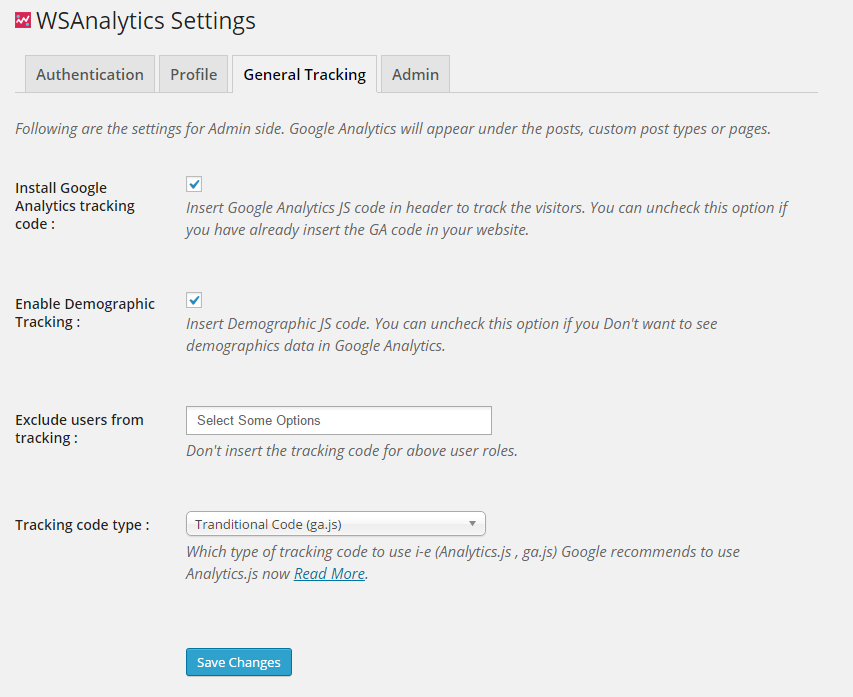 WSAnalytics Settings
Authentication Profile General Tracking Admin
Following are the settings for Admin side. Google Analytics will appear under the posts, custom post types or pages.
Install Google
Analytics tracking
code :
Insert Google Analytics JS code in header to track the visitors. You can uncheck this option if
you have already insert the GA code in your website.
Enable Demographic
Tracking :
Insert Demographic JS code. You can uncheck this option if you Don't want to see
demographics data in Google Analytics.
Exclude users from
tracking :
Select Some Options
Don't insert the tracking code for above user roles.
Tracking code type :
Tranditional Code (ga.js)
Which type of tracking code to use i-e (Analytics.js , ga.js) Google recommends to use
Analytics.js now Read More.
Save Changes